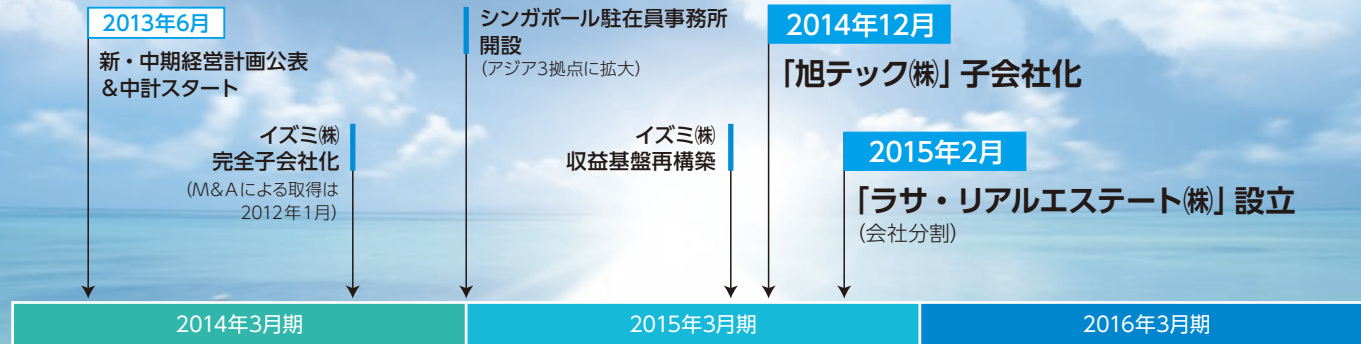 2013年6月
新・中期経営計画公表
&中計スタート
イズミ㈱
完全子会社化
(M&Aによる取得は
2012年1月)
シンガポール駐在員事務所
開設
(アジア3拠点に拡大)
イズミ㈱
収益基盤再構築
2014年12月
「旭テック㈱」子会社化
2015年2月
「ラサ・リアルエステート㈱」設立
(会社分割)
2014年3月期
2015年3月期
2016年3月期